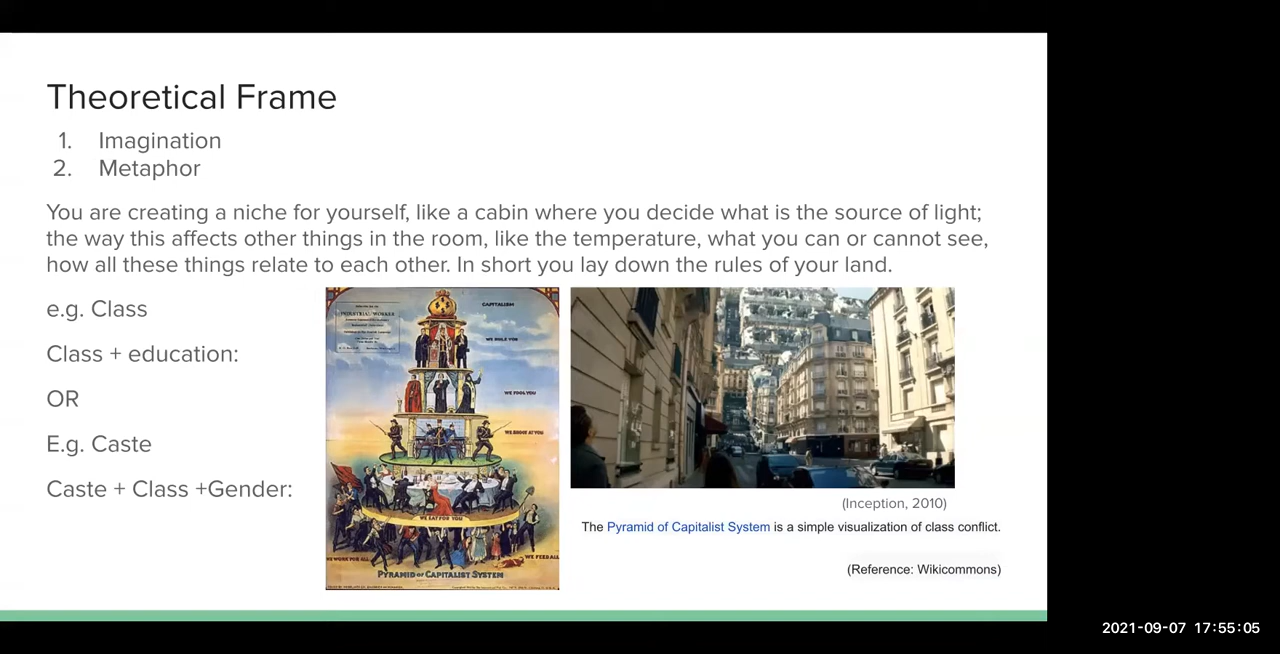 Theoretical Frame
1. Imagination
2. Metaphor
You are creating a niche for yourself, like a cabin where you decide what is the source of light;
the way this affects other things in the room, like the temperature, what you can or cannot see,
how all these things relate to each other. In short you lay down the rules of your land.
e.g. Class
Class + education:
OR
E.g. Caste
Caste + Class +Gender:
INDUSTRIAL WORKER
CAPITALISM
WE RULE YOU
WE FOOL YOU
WE SHOOT AT YOU
WE EAT FOR YOU
WE WORK FOR ALL
WE FEED ALL
PYRAMID OF CAPITALIST SYSTEM
(Inception, 2010)
The Pyramid of Capitalist System is a simple visualization of class conflict.
(Reference: Wikicommons)
2021-09-07 17:55:05